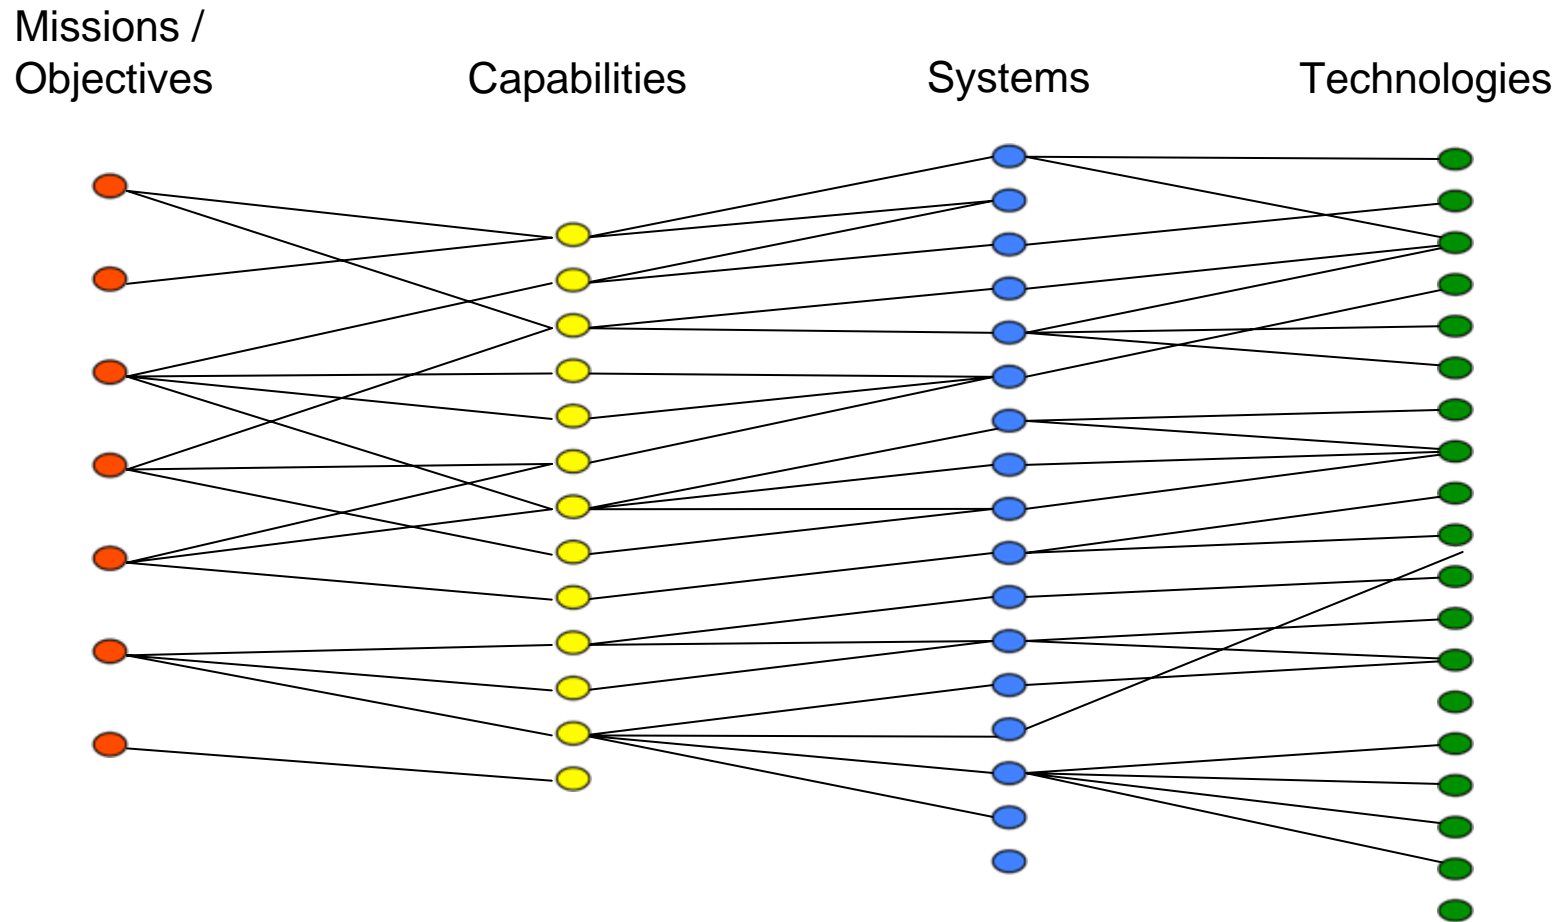 Missions /
Objectives
Capabilities
Systems
Technologies